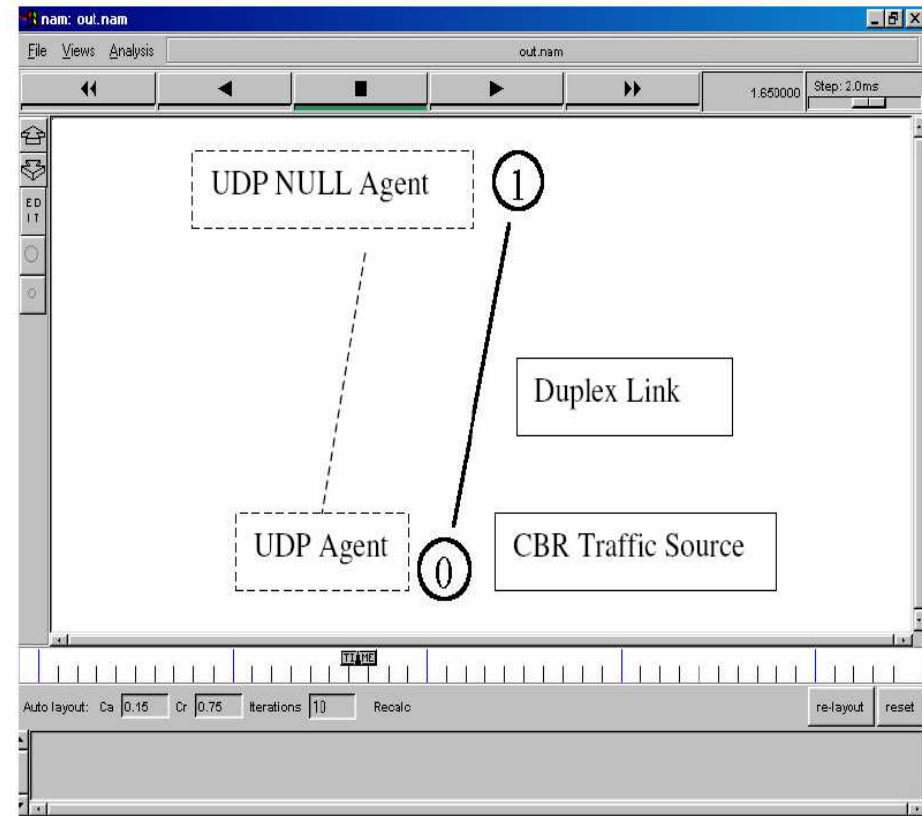 nam: out.nam
File Views Analysis out.nam
1.650000 Step: 2.0ms
UDP NULL Agent 1
ED
IT
Duplex Link
UDP Agent 0 CBR Traffic Source
TIME
Auto layout: Ca 0.15 Cr 0.75 Iterations 10 Recalc re-layout reset